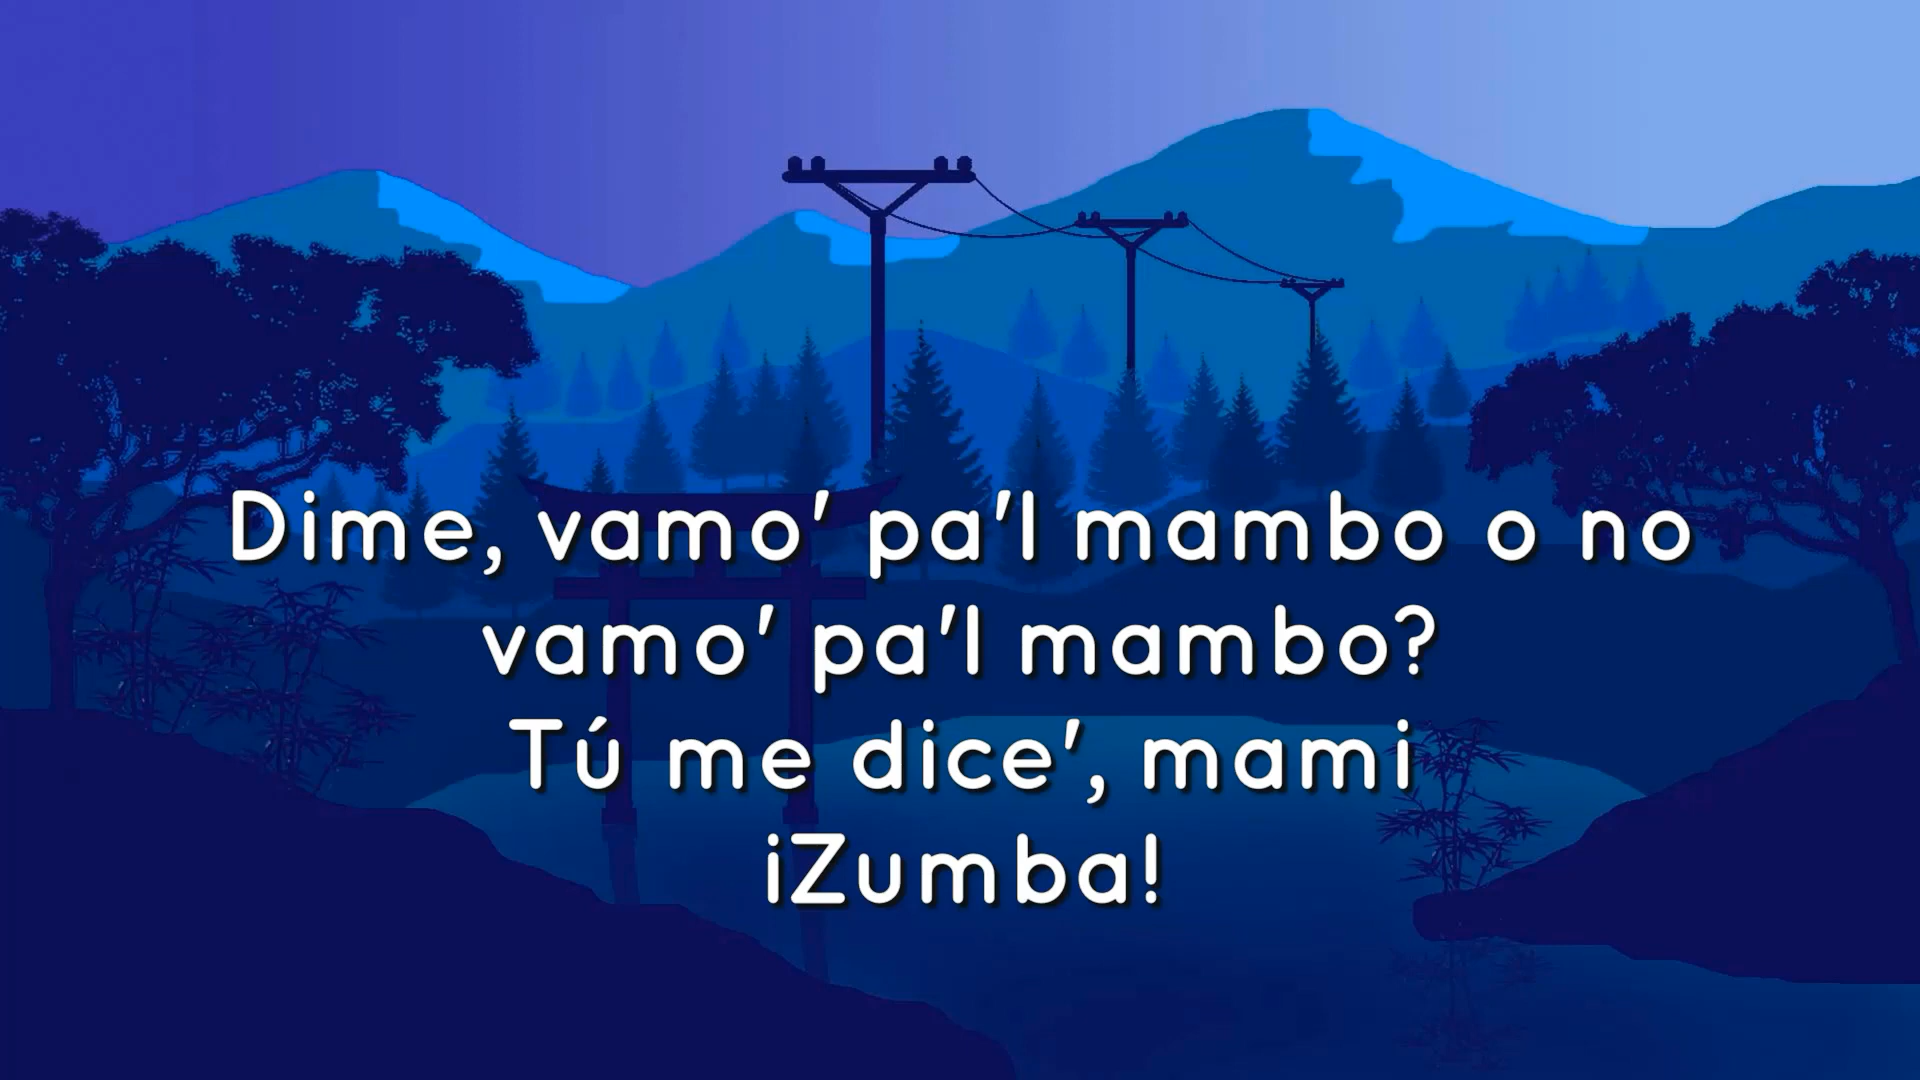 Dime, vamo' pa'l mambo o no
vamo' pa'l mambo?
Tú me dice', mami
¡Zumba!